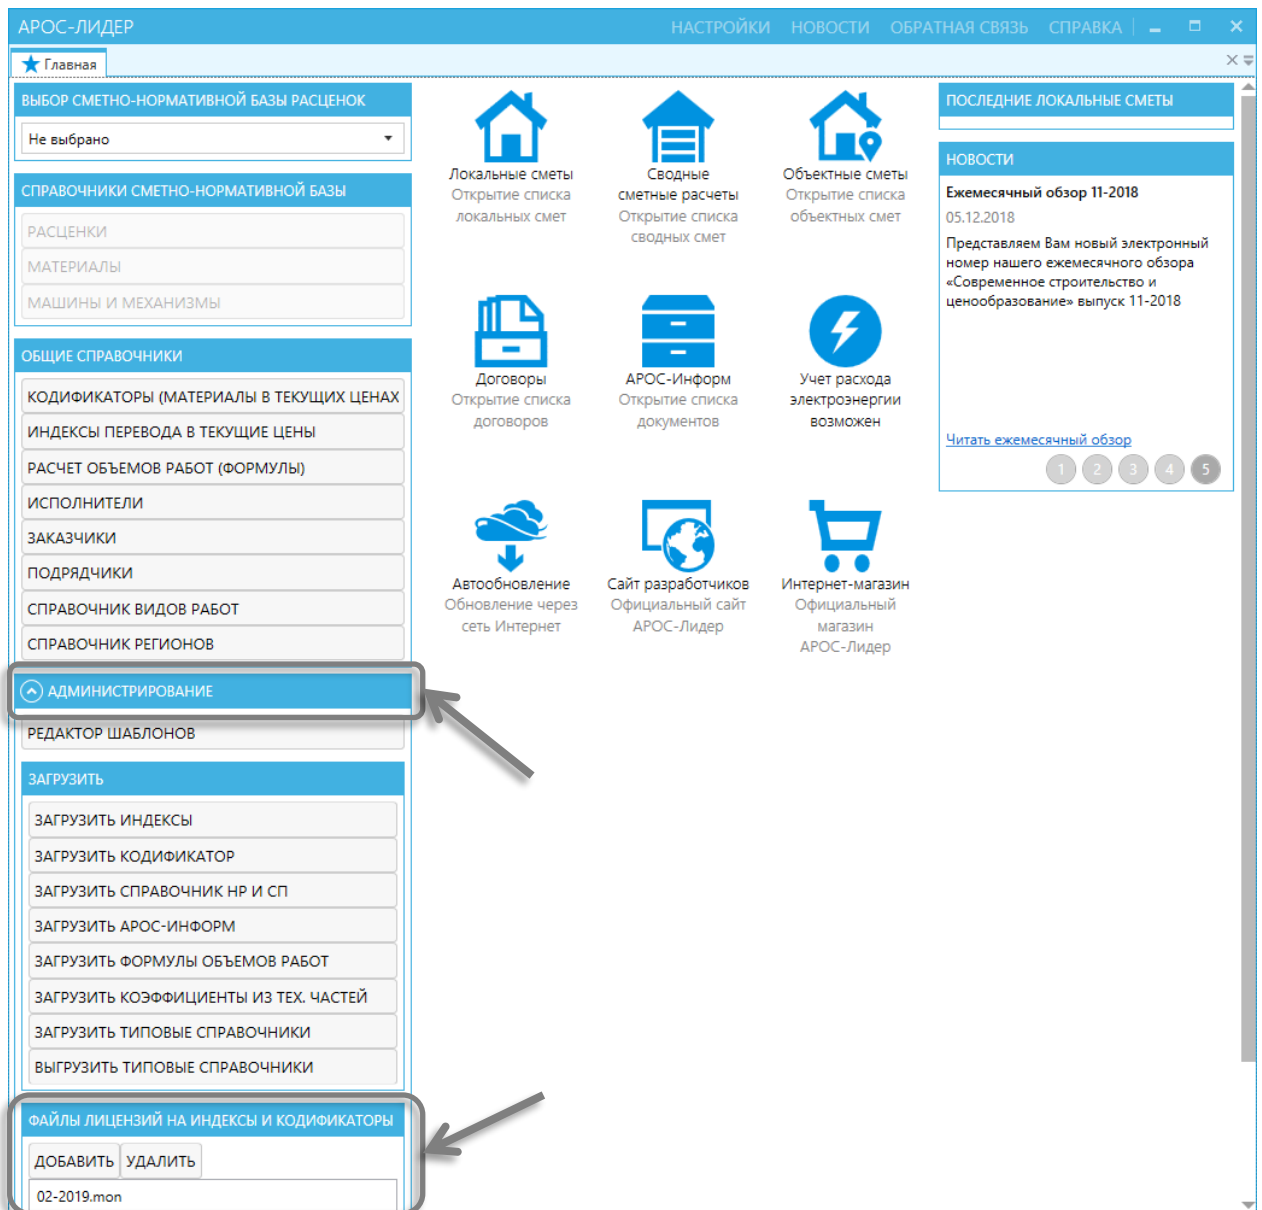 АРОС-ЛИДЕР
НАСТРОЙКИ НОВОСТИ ОБРАТНАЯ СВЯЗЬ СПРАВКА
Главная
ВЫБОР СМЕТНО-НОРМАТИВНОЙ БАЗЫ РАСЦЕНОК
Не выбрано
СПРАВОЧНИКИ СМЕТНО-НОРМАТИВНОЙ БАЗЫ
РАСЦЕНКИ
МАТЕРИАЛЫ
МАШИНЫ И МЕХАНИЗМЫ
ОБЩИЕ СПРАВОЧНИКИ
КОДИФИКАТОРЫ (МАТЕРИАЛЫ В ТЕКУЩИХ ЦЕНАХ
ИНДЕКСЫ ПЕРЕВОДА В ТЕКУЩИЕ ЦЕНЫ
РАСЧЕТ ОБЪЕМОВ РАБОТ (ФОРМУЛЫ)
ИСПОЛНИТЕЛИ
ЗАКАЗЧИКИ
ПОДРЯДЧИКИ
СПРАВОЧНИК ВИДОВ РАБОТ
СПРАВОЧНИК РЕГИОНОВ
АДМИНИСТРИРОВАНИЕ
РЕДАКТОР ШАБЛОНОВ
ЗАГРУЗИТЬ
ЗАГРУЗИТЬ ИНДЕКСЫ
ЗАГРУЗИТЬ КОДИФИКАТОР
ЗАГРУЗИТЬ СПРАВОЧНИК НР И СП
ЗАГРУЗИТЬ АРОС-ИНФОРМ
ЗАГРУЗИТЬ ФОРМУЛЫ ОБЪЕМОВ РАБОТ
ЗАГРУЗИТЬ КОЭФФИЦИЕНТЫ ИЗ ТЕХ. ЧАСТЕЙ
ЗАГРУЗИТЬ ТИПОВЫЕ СПРАВОЧНИКИ
ВЫГРУЗИТЬ ТИПОВЫЕ СПРАВОЧНИКИ
ФАЙЛЫ ЛИЦЕНЗИЙ НА ИНДЕКСЫ И КОДИФИКАТОРЫ
ДОБАВИТЬ УДАЛИТЬ
02-2019.mon
Локальные сметы
Открытие списка
локальных смет
Сводные
сметные расчеты
Открытие списка
сводных смет
Объектные сметы
Открытие списка
объектных смет
Договоры
Открытие списка
договоров
АРОС-Информ
Открытие списка
документов
Учет расхода
электроэнергии
возможен
Автообновление
Обновление через
сеть Интернет
Сайт разработчиков
Официальный сайт
АРОС-Лидер
Интернет-магазин
Официальный
магазин
АРОС-Лидер
ПОСЛЕДНИЕ ЛОКАЛЬНЫЕ СМЕТЫ
НОВОСТИ
Ежемесячный обзор 11-2018
05.12.2018
Представляем Вам новый электронный
номер нашего ежемесячного обзора
«Современное строительство и
ценообразование» выпуск 11-2018
Читать ежемесячный обзор
1 2 3 4 5